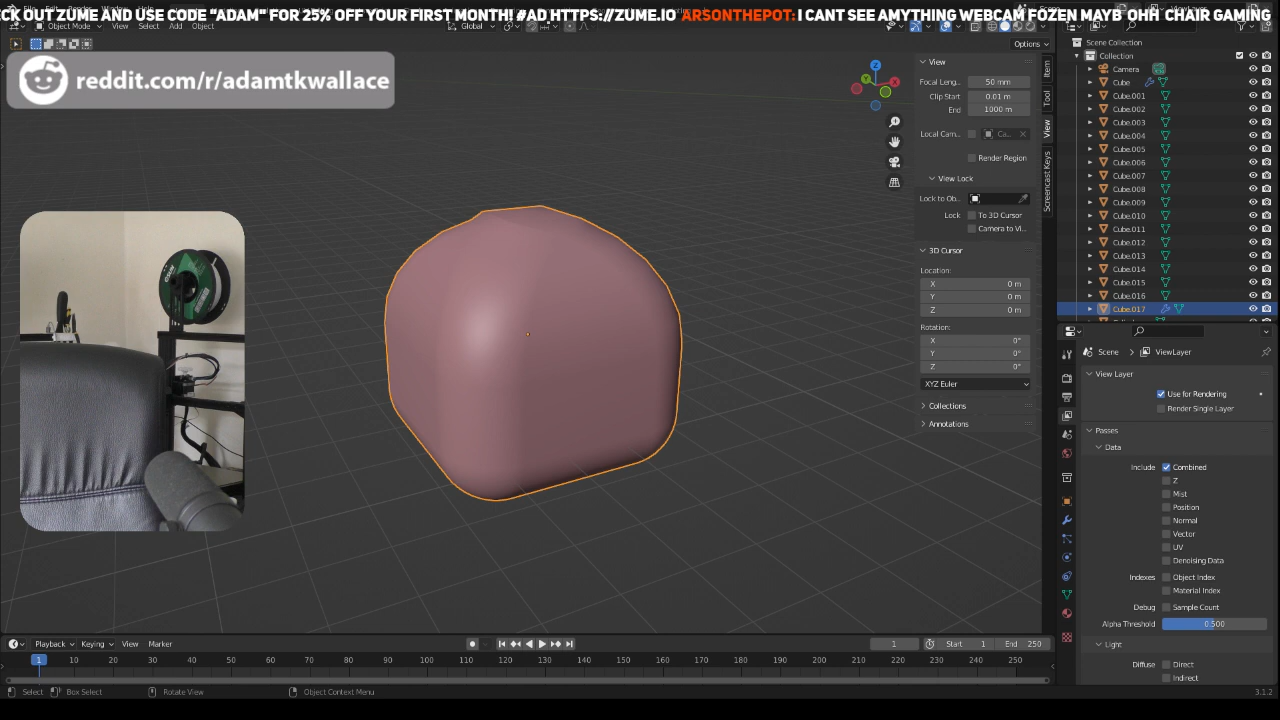 CK OUT ZUME AND USE CODE "ADAM" FOR 25% OFF YOUR FIRST MONTH! #AD HTTPS://ZUME.IO ARSONTHEPOT: I CANT SEE ANYTHING WEBCAM FOZEN MAYB OHH CHAIR GAMING
Object Mode View Select Add Object Global
Options
reddit.com/r/adamtkwallace
View
Focal Leng... 50 mm
Clip Start 0.01 m
End 1000 m
Local Cam... Ca...
Render Region
View Lock
Lock to Ob...
Lock To 3D Cursor
Camera to Vi...
3D Cursor
Location:
X 0 m
Y 0 m
Z 0 m
Rotation:
X 0°
Y 0°
Z 0°
XYZ Euler
Collections
Annotations
Item
Tool
View
Screencast Keys
Scene Collection
Collection
Camera
Cube
Cube.001
Cube.002
Cube.003
Cube.004
Cube.005
Cube.006
Cube.007
Cube.008
Cube.009
Cube.010
Cube.011
Cube.012
Cube.013
Cube.014
Cube.015
Cube.016
Cube.017
Scene ViewLayer
View Layer
Use for Rendering
Render Single Layer
Passes
Data
Include Combined
Z
Mist
Position
Normal
Vector
UV
Denoising Data
Indexes Object Index
Material Index
Debug Sample Count
Alpha Threshold 0.500
Light
Diffuse Direct
Indirect
Playback Keying View Marker
1 Start 1 End 250
1 10 20 30 40 50 60 70 80 90 100 110 120 130 140 150 160 170 180 190 200 210 220 230 240 250
Select Box Select Rotate View Object Context Menu
3.1.2